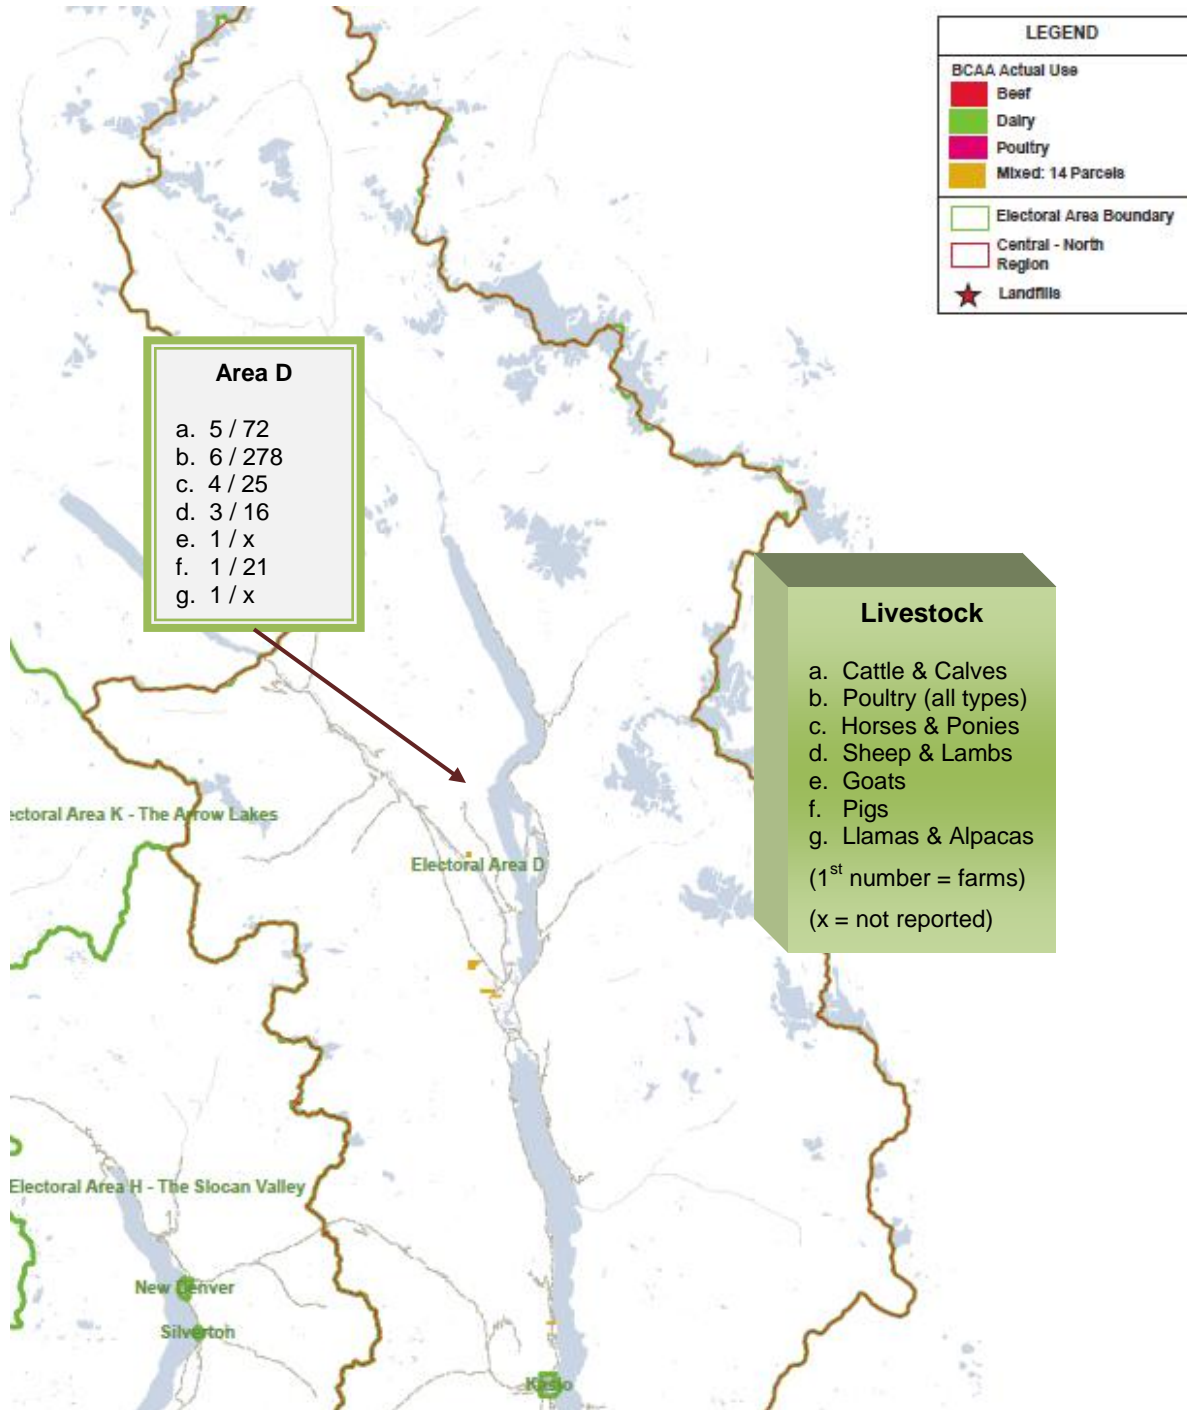 LEGEND
BCAA Actual Use
Beef
Dairy
Poultry
Mixed: 14 Parcels
Electoral Area Boundary
Central - North
Region
Landfills
Area D
a. 5 / 72
b. 6 / 278
c. 4 / 25
d. 3 / 16
e. 1 / x
f. 1 / 21
g. 1 / x
Livestock
a. Cattle & Calves
b. Poultry (all types)
c. Horses & Ponies
d. Sheep & Lambs
e. Goats
f. Pigs
g. Llamas & Alpacas
(1st number = farms)
(x = not reported)
ectoral Area K - The Arrow Lakes
Electoral Area D
Electoral Area H - The Slocan Valley
New Denver
Silverton
Kaslo